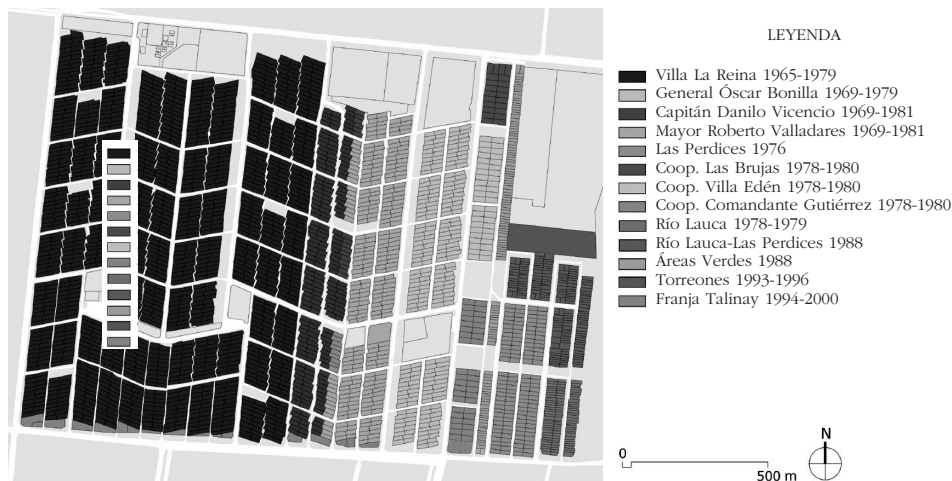 LEYENDA
Villa La Reina 1965-1979
General Óscar Bonilla 1969-1979
Capitán Danilo Vicencio 1969-1981
Mayor Roberto Valladares 1969-1981
Las Perdices 1976
Coop. Las Brujas 1978-1980
Coop. Villa Edén 1978-1980
Coop. Comandante Gutiérrez 1978-1980
Río Lauca 1978-1979
Río Lauca-Las Perdices 1988
Áreas Verdes 1988
Torreones 1993-1996
Franja Talinay 1994-2000
N
0
500 m